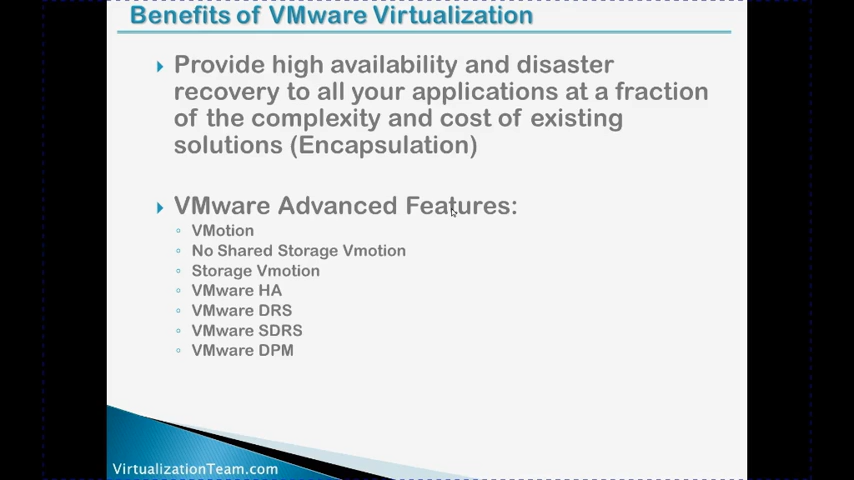 Benefits of VMware Virtualization
Provide high availability and disaster
recovery to all your applications at a fraction
of the complexity and cost of existing
solutions (Encapsulation)
VMware Advanced Features:
VMotion
No Shared Storage Vmotion
Storage Vmotion
VMware HA
VMware DRS
VMware SDRS
VMware DPM
VirtualizationTeam.com